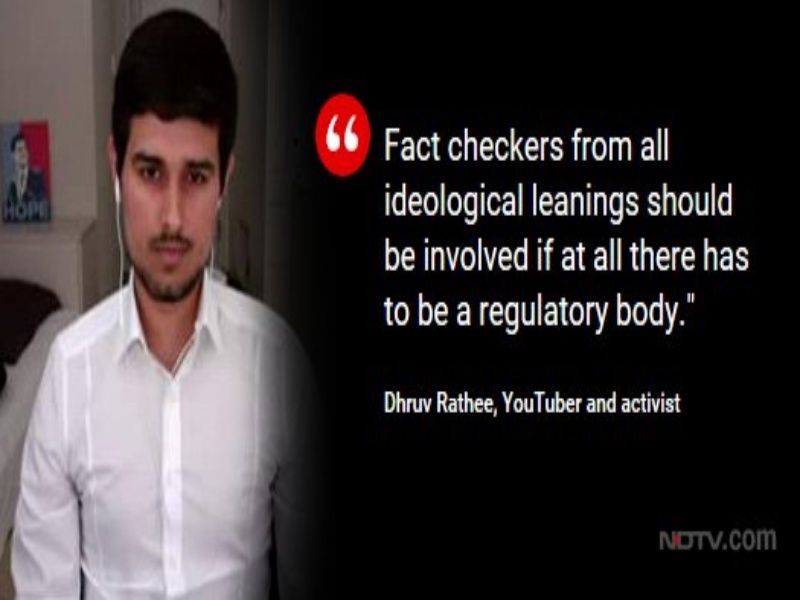 HOPE
“
Fact checkers from all
ideological leanings should
be involved if at all there has
to be a regulatory body."
Dhruv Rathee, YouTuber and activist
NDTV.com